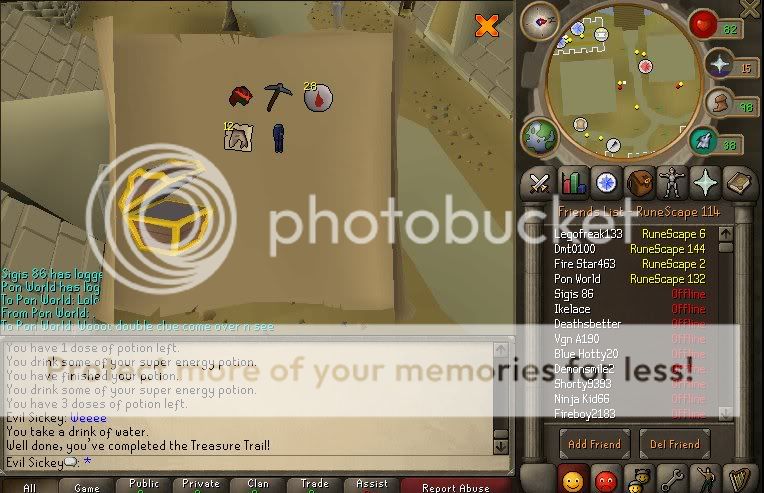 28
12
photobucket
Protect more of your memories for less!
Sigis 86 has logge
Pon World has log
To Pon World: Lolo
From Pon World:
To Pon World: Wooot double clue come over n see
You have 1 dose of potion left.
You drink some of your super energy potion.
You have finished your potion.
You drink some of your super energy potion.
You have 3 doses of potion left.
Evil Sickey: Weeee
You take a drink of water.
Well done, you've completed the Treasure Trail!
Evil Sickey: *
All
Game
Public
Private
Clan
Trade
Assist
Report Abuse
82
15
98
38
Friends List - RuneScape 114
Legofreak133 RuneScape 6
Dmt0100 RuneScape 144
Fire Star463 RuneScape 2
Pon World RuneScape 132
Sigis 86 Offline
Ikelace Offline
Deathsbetter Offline
Vgn A190 Offline
Blue Hotty20 Offline
Demonsmile2 Offline
Shorty9393 Offline
Ninja Kid66 Offline
Fireboy2183 Offline
Add Friend
Del Friend